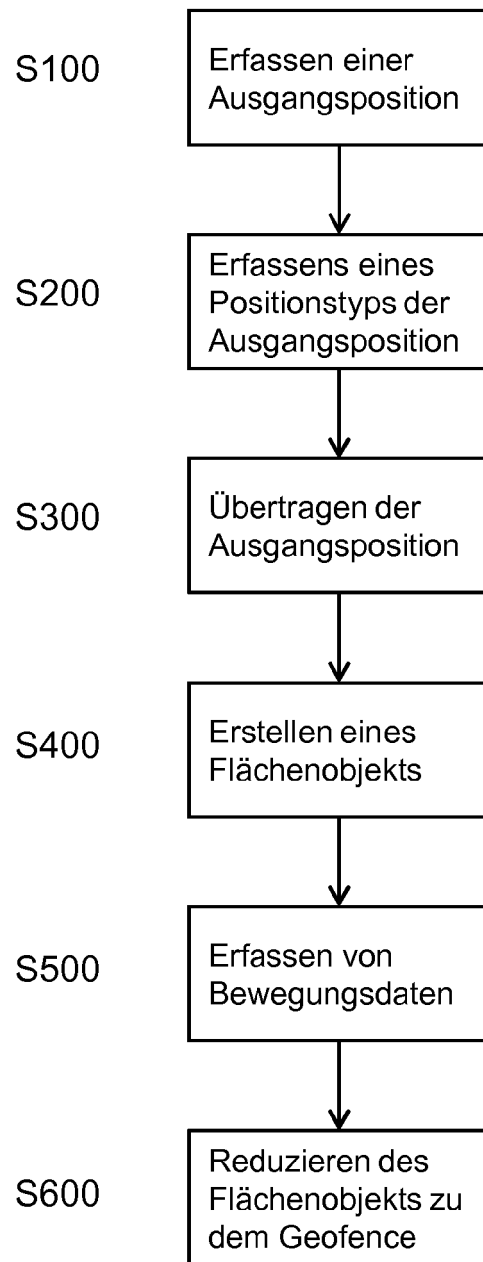 S100
Erfassen einer
Ausgangsposition
S200
Erfassens eines
Positionstyps der
Ausgangsposition
S300
Übertragen der
Ausgangsposition
S400
Erstellen eines
Flächenobjekts
S500
Erfassen von
Bewegungsdaten
S600
Reduzieren des
Flächenobjekts zu
dem Geofence